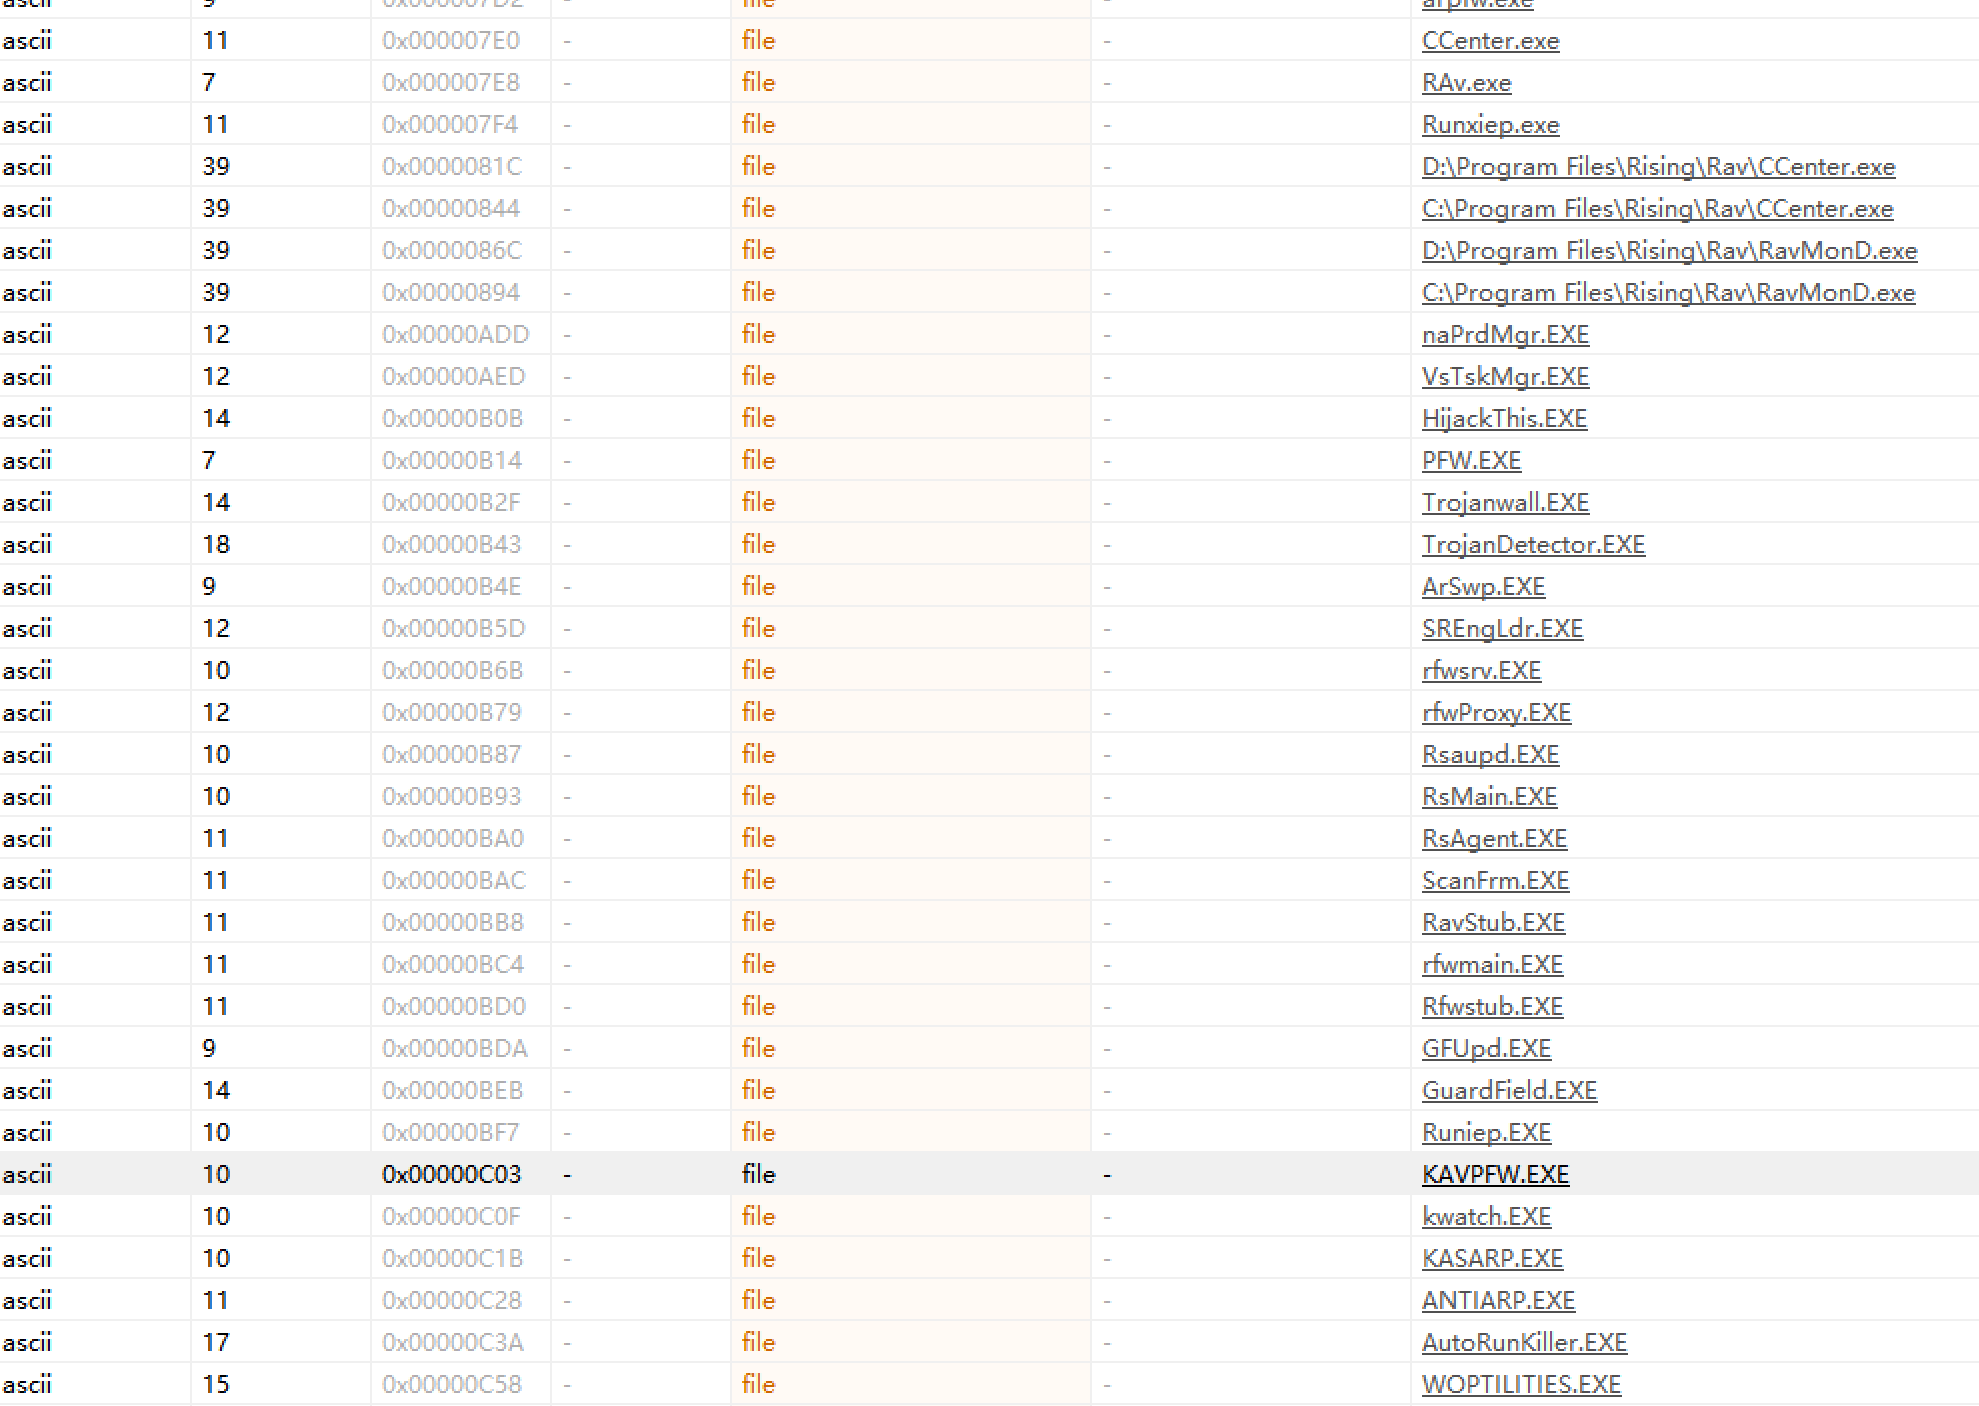 ascii 9 0x000007D2 - file - arpfw.exe
ascii 11 0x000007E0 - file - CCenter.exe
ascii 7 0x000007E8 - file - RAv.exe
ascii 11 0x000007F4 - file - Runxiep.exe
ascii 39 0x0000081C - file - D:\Program Files\Rising\Rav\CCenter.exe
ascii 39 0x00000844 - file - C:\Program Files\Rising\Rav\CCenter.exe
ascii 39 0x0000086C - file - D:\Program Files\Rising\Rav\RavMonD.exe
ascii 39 0x00000894 - file - C:\Program Files\Rising\Rav\RavMonD.exe
ascii 12 0x00000ADD - file - naPrdMgr.EXE
ascii 12 0x00000AED - file - VsTskMgr.EXE
ascii 14 0x00000B0B - file - HijackThis.EXE
ascii 7 0x00000B14 - file - PFW.EXE
ascii 14 0x00000B2F - file - Trojanwall.EXE
ascii 18 0x00000B43 - file - TrojanDetector.EXE
ascii 9 0x00000B4E - file - ArSwp.EXE
ascii 12 0x00000B5D - file - SREngLdr.EXE
ascii 10 0x00000B6B - file - rfwsrv.EXE
ascii 12 0x00000B79 - file - rfwProxy.EXE
ascii 10 0x00000B87 - file - Rsaupd.EXE
ascii 10 0x00000B93 - file - RsMain.EXE
ascii 11 0x00000BA0 - file - RsAgent.EXE
ascii 11 0x00000BAC - file - ScanFrm.EXE
ascii 11 0x00000BB8 - file - RavStub.EXE
ascii 11 0x00000BC4 - file - rfwmain.EXE
ascii 11 0x00000BD0 - file - Rfwstub.EXE
ascii 9 0x00000BDA - file - GFUpd.EXE
ascii 14 0x00000BEB - file - GuardField.EXE
ascii 10 0x00000BF7 - file - Runiep.EXE
ascii 10 0x00000C03 - file - KAVPFW.EXE
ascii 10 0x00000C0F - file - kwatch.EXE
ascii 10 0x00000C1B - file - KASARP.EXE
ascii 11 0x00000C28 - file - ANTIARP.EXE
ascii 17 0x00000C3A - file - AutoRunKiller.EXE
ascii 15 0x00000C58 - file - WOPTILITIES.EXE